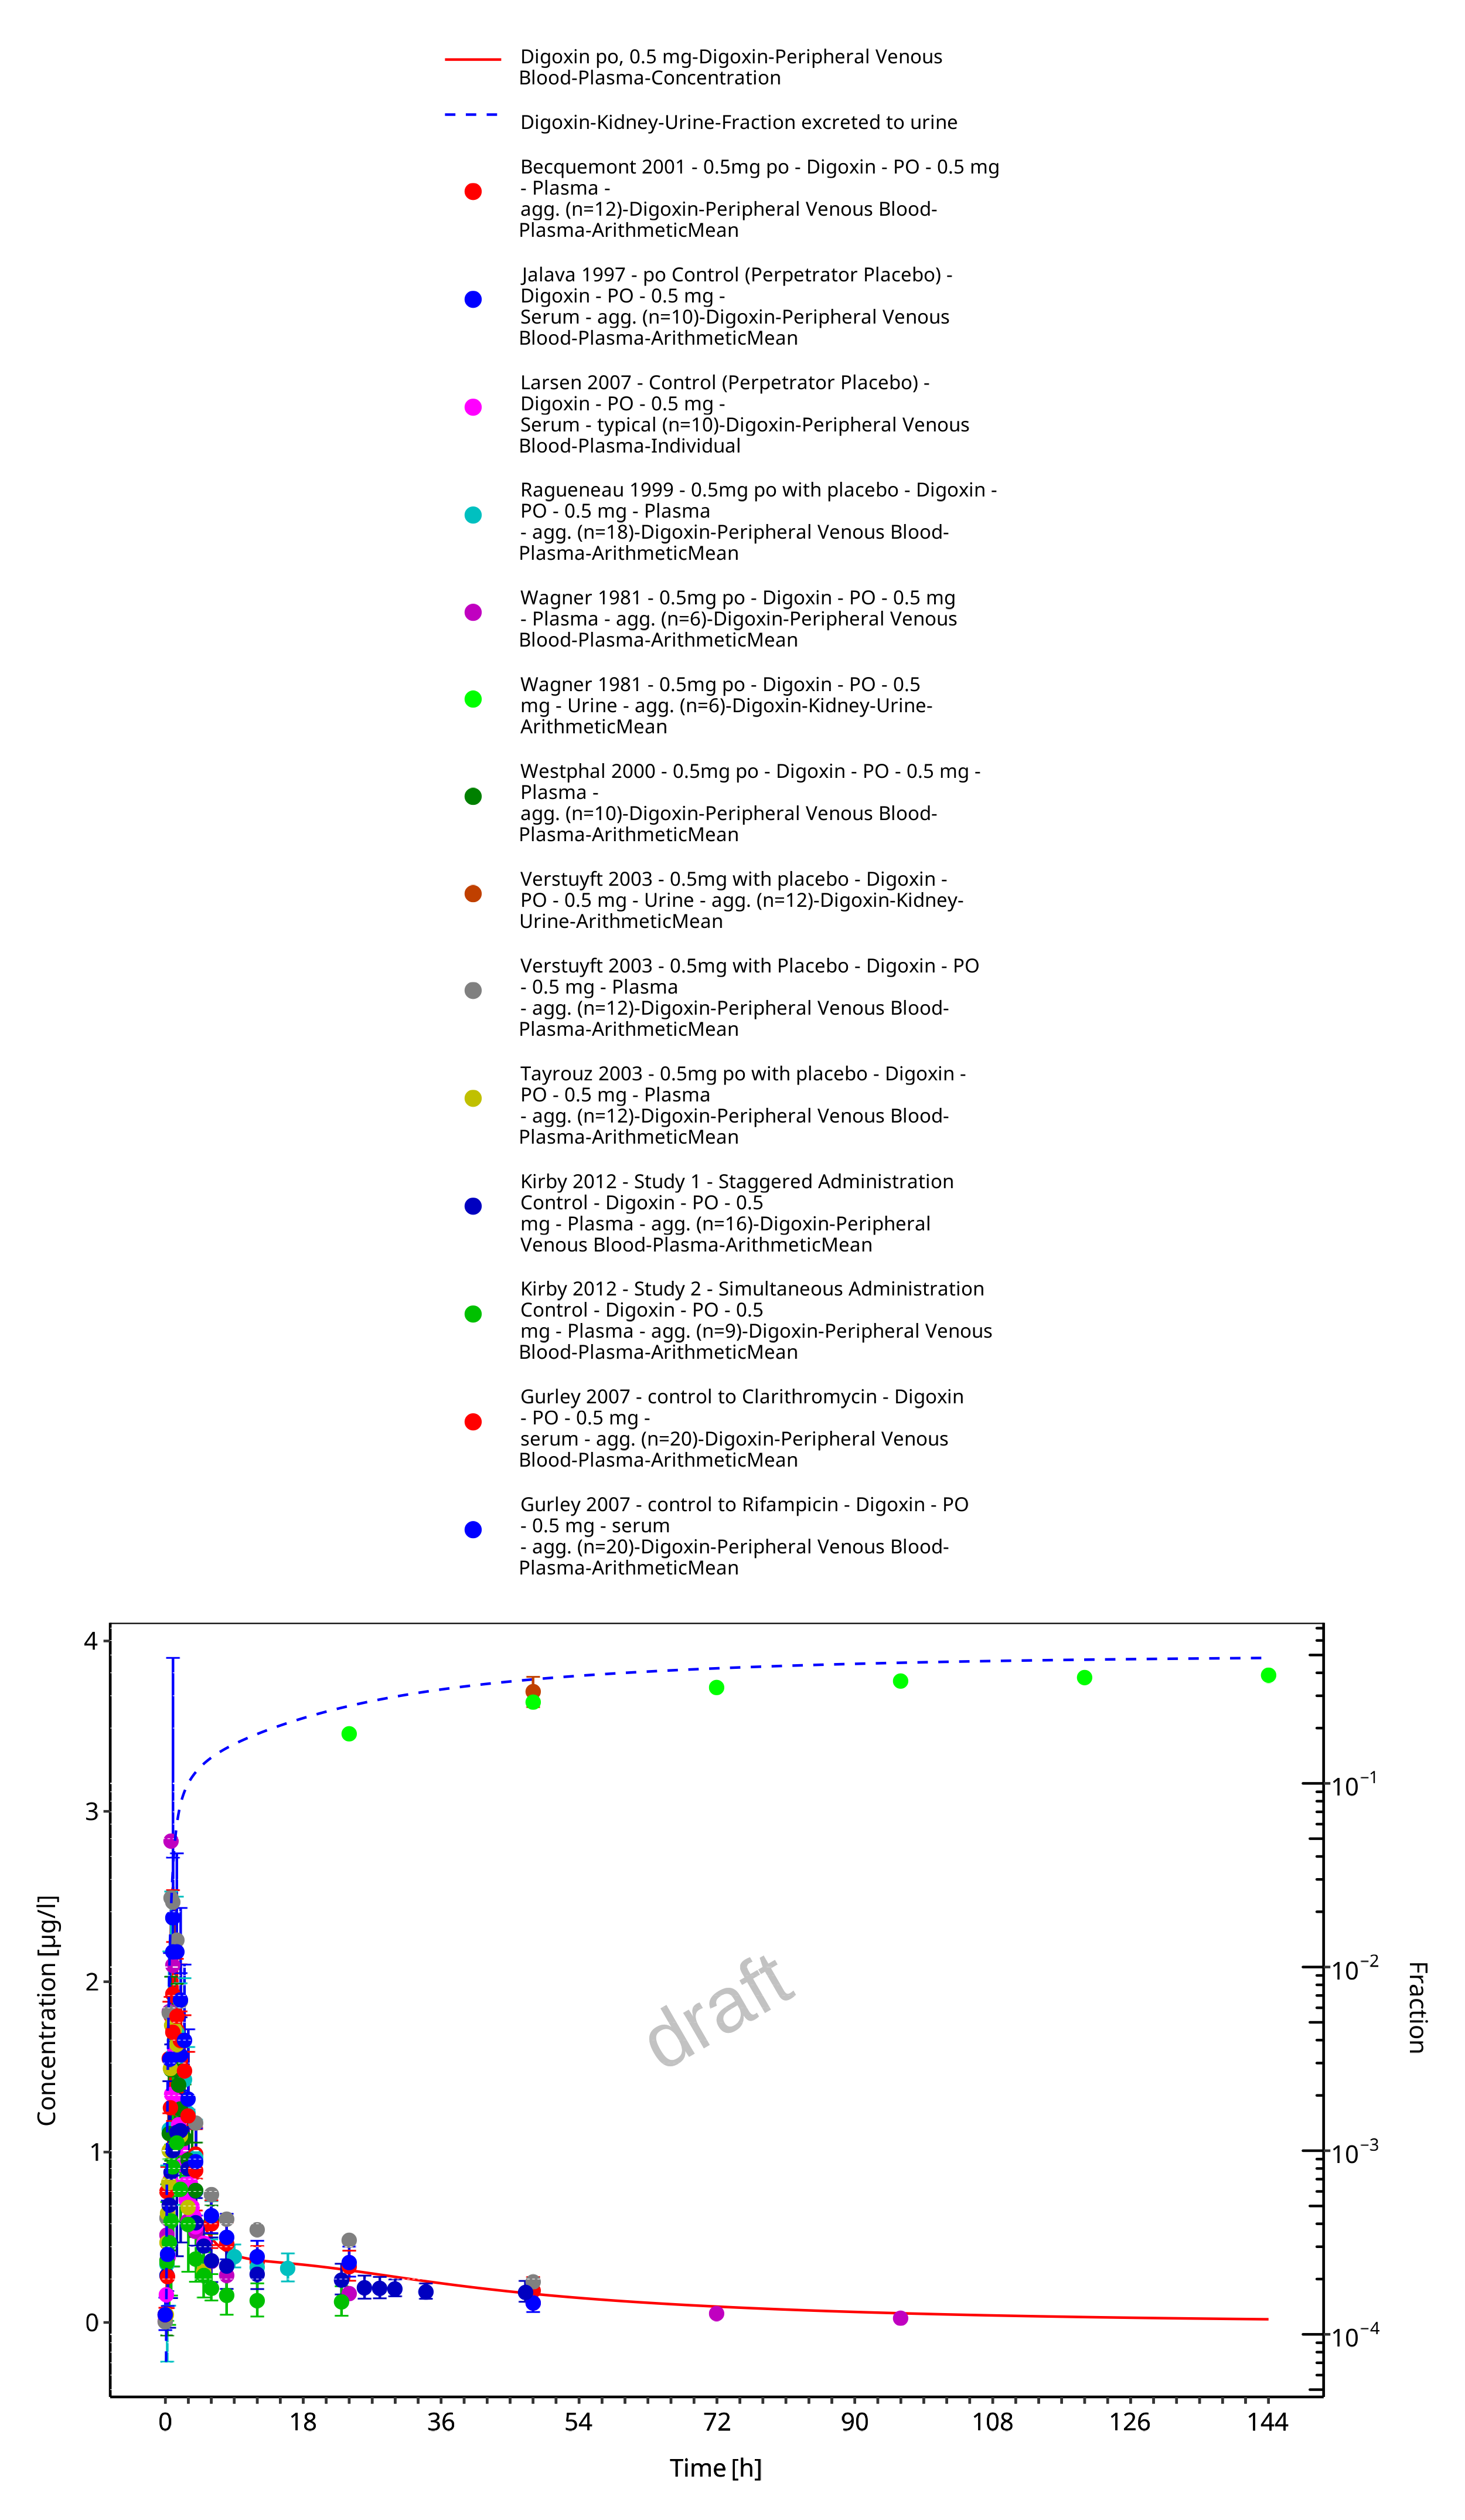 Digoxin po, 0.5 mg-Digoxin-Peripheral Venous
Blood-Plasma-Concentration
Digoxin-Kidney-Urine-Fraction excreted to urine
Becquemont 2001 - 0.5mg po - Digoxin - PO - 0.5 mg
- Plasma -
agg. (n=12)-Digoxin-Peripheral Venous Blood-
Plasma-ArithmeticMean
Jalava 1997 - po Control (Perpetrator Placebo) -
Digoxin - PO - 0.5 mg -
Serum - agg. (n=10)-Digoxin-Peripheral Venous
Blood-Plasma-ArithmeticMean
Larsen 2007 - Control (Perpetrator Placebo) -
Digoxin - PO - 0.5 mg -
Serum - typical (n=10)-Digoxin-Peripheral Venous
Blood-Plasma-Individual
Ragueneau 1999 - 0.5mg po with placebo - Digoxin -
PO - 0.5 mg - Plasma
- agg. (n=18)-Digoxin-Peripheral Venous Blood-
Plasma-ArithmeticMean
Wagner 1981 - 0.5mg po - Digoxin - PO - 0.5 mg
- Plasma - agg. (n=6)-Digoxin-Peripheral Venous
Blood-Plasma-ArithmeticMean
Wagner 1981 - 0.5mg po - Digoxin - PO - 0.5
mg - Urine - agg. (n=6)-Digoxin-Kidney-Urine-
ArithmeticMean
Westphal 2000 - 0.5mg po - Digoxin - PO - 0.5 mg -
Plasma -
agg. (n=10)-Digoxin-Peripheral Venous Blood-
Plasma-ArithmeticMean
Verstuyft 2003 - 0.5mg with placebo - Digoxin -
PO - 0.5 mg - Urine - agg. (n=12)-Digoxin-Kidney-
Urine-ArithmeticMean
Verstuyft 2003 - 0.5mg with Placebo - Digoxin - PO
- 0.5 mg - Plasma
- agg. (n=12)-Digoxin-Peripheral Venous Blood-
Plasma-ArithmeticMean
Tayrouz 2003 - 0.5mg po with placebo - Digoxin -
PO - 0.5 mg - Plasma
- agg. (n=12)-Digoxin-Peripheral Venous Blood-
Plasma-ArithmeticMean
Kirby 2012 - Study 1 - Staggered Administration
Control - Digoxin - PO - 0.5
mg - Plasma - agg. (n=16)-Digoxin-Peripheral
Venous Blood-Plasma-ArithmeticMean
Kirby 2012 - Study 2 - Simultaneous Administration
Control - Digoxin - PO - 0.5
mg - Plasma - agg. (n=9)-Digoxin-Peripheral Venous
Blood-Plasma-ArithmeticMean
Gurley 2007 - control to Clarithromycin - Digoxin
- PO - 0.5 mg -
serum - agg. (n=20)-Digoxin-Peripheral Venous
Blood-Plasma-ArithmeticMean
Gurley 2007 - control to Rifampicin - Digoxin - PO
- 0.5 mg - serum
- agg. (n=20)-Digoxin-Peripheral Venous Blood-
Plasma-ArithmeticMean
4
3
2
1
0
Concentration [µg/l]
draft
10⁻¹
10⁻²
10⁻³
10⁻⁴
Fraction
0 18 36 54 72 90 108 126 144
Time [h]